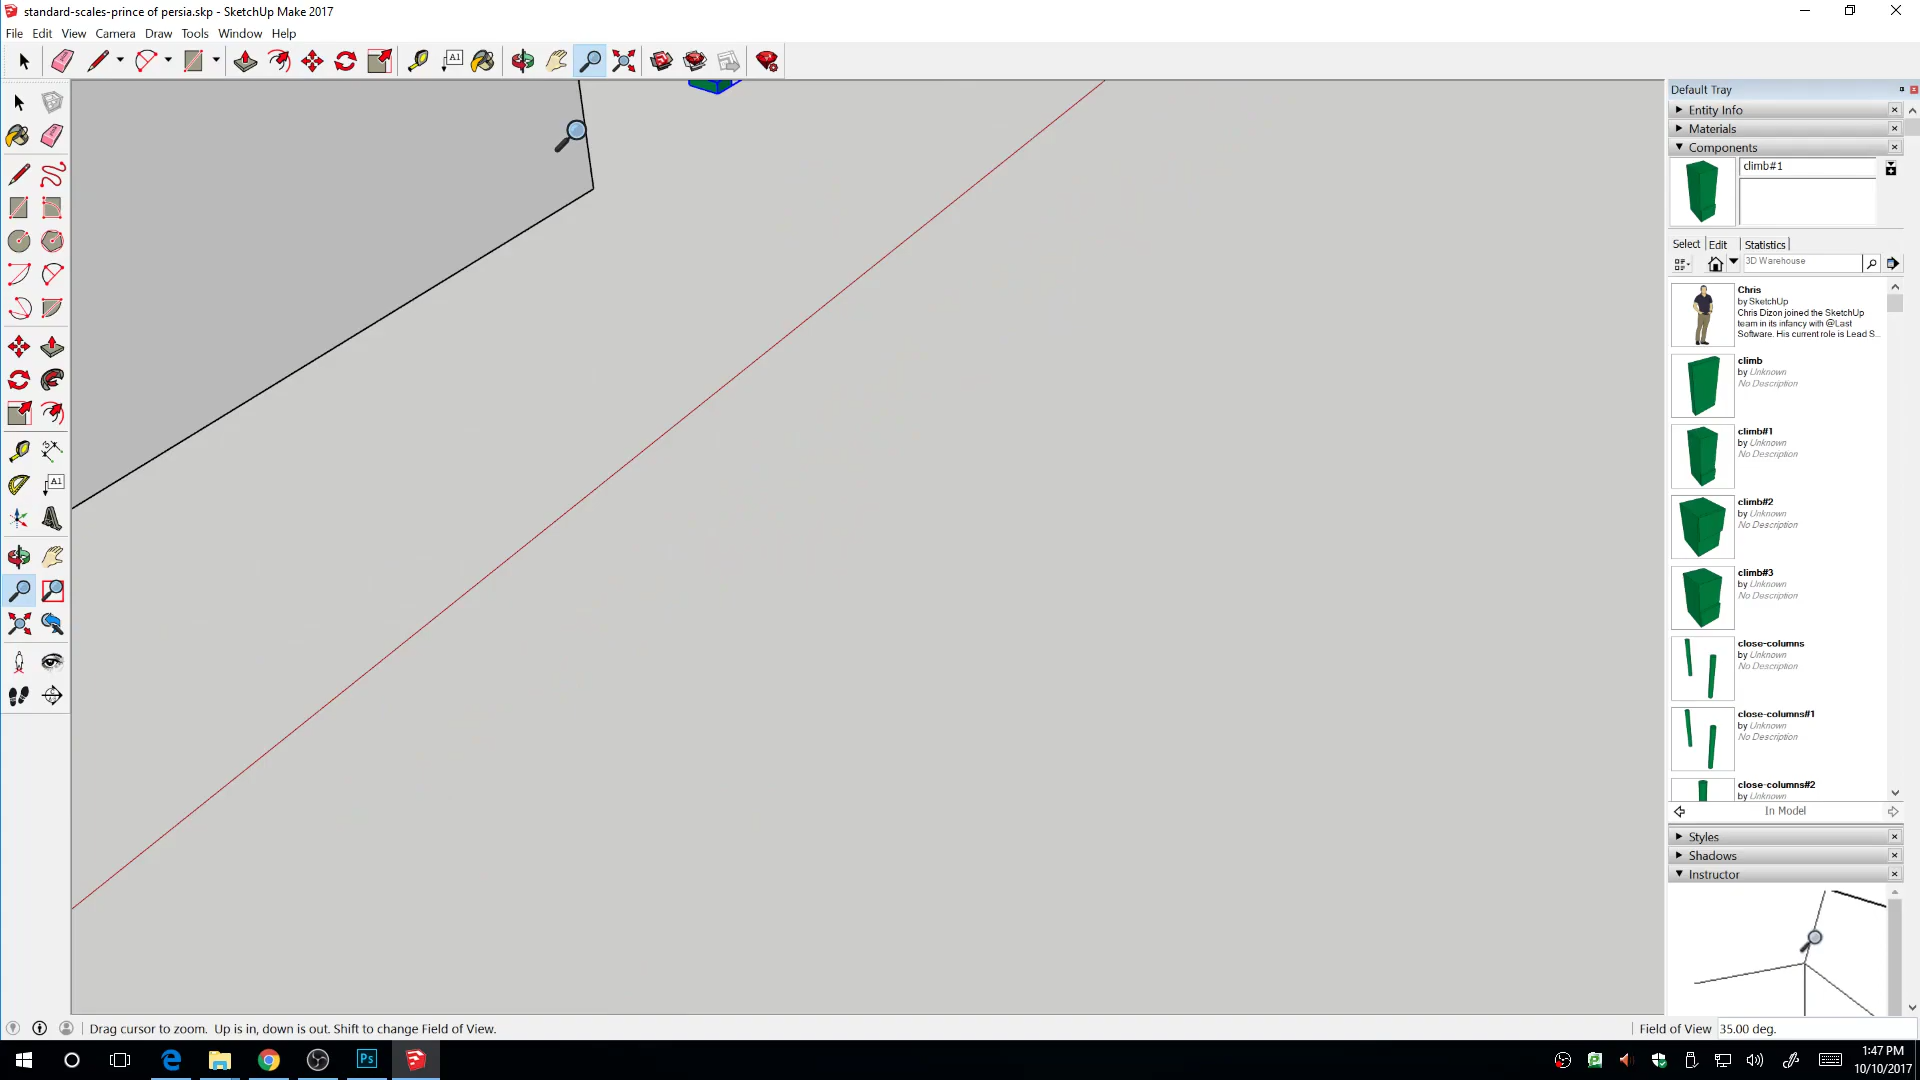 standard-scales-prince of persia.skp - SketchUp Make 2017
File Edit View Camera Draw Tools Window Help
A1
Default Tray
Entity Info
Materials
Components
climb#1
Select Edit Statistics
3D Warehouse
Chris
by SketchUp
Chris Dizon joined the SketchUp
team in its infancy with @Last
Software. His current role is Lead S...
climb
by Unknown
No Description
climb#1
by Unknown
No Description
climb#2
by Unknown
No Description
climb#3
by Unknown
No Description
close-columns
by Unknown
No Description
close-columns#1
by Unknown
No Description
close-columns#2
by Unknown
In Model
Styles
Shadows
Instructor
A1
Drag cursor to zoom. Up is in, down is out. Shift to change Field of View.
Field of View 35.00 deg.
Ps
1:47 PM
10/10/2017